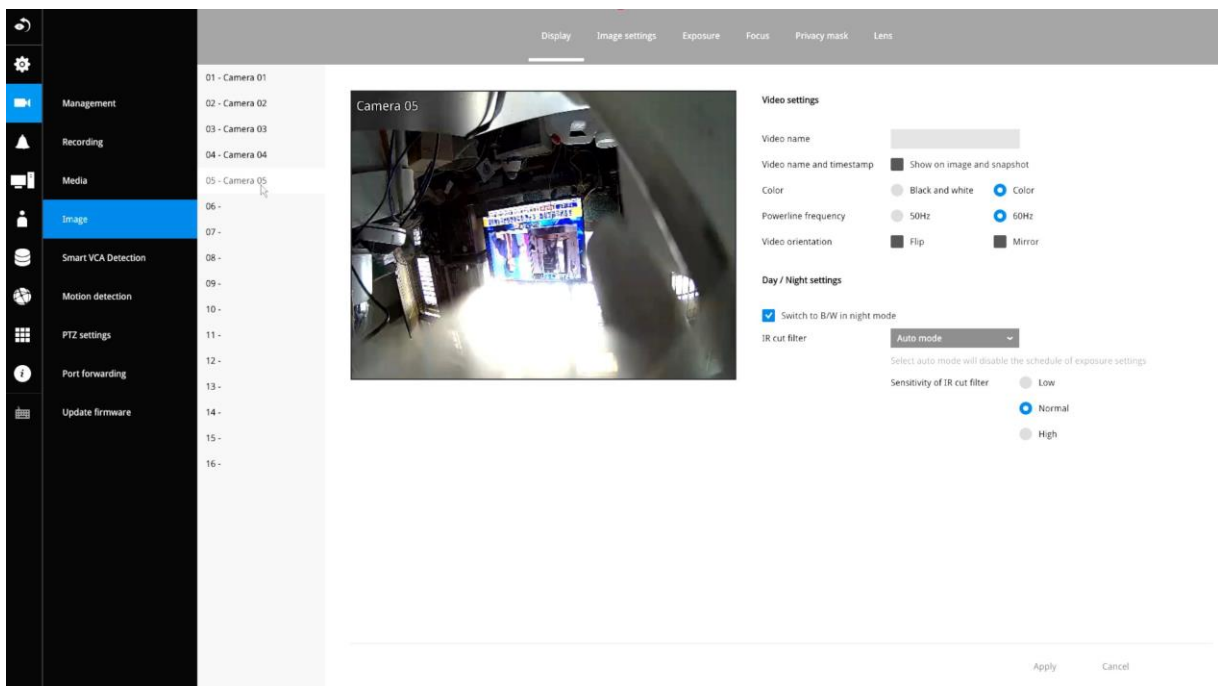 Display Image settings Exposure Focus Privacy mask Lens
Management
Recording
Media
Image
Smart VCA Detection
Motion detection
PTZ settings
Port forwarding
Update firmware
01 - Camera 01
02 - Camera 02
03 - Camera 03
04 - Camera 04
05 - Camera 05
06 -
07 -
08 -
09 -
10 -
11 -
12 -
13 -
14 -
15 -
16 -
Camera 05
Video settings
Video name
Video name and timestamp Show on image and snapshot
Color Black and white Color
Powerline frequency 50Hz 60Hz
Video orientation Flip Mirror
Day / Night settings
Switch to B/W in night mode
IR cut filter Auto mode
Select auto mode will disable the schedule of exposure settings
Sensitivity of IR cut filter Low
Normal
High
Apply Cancel